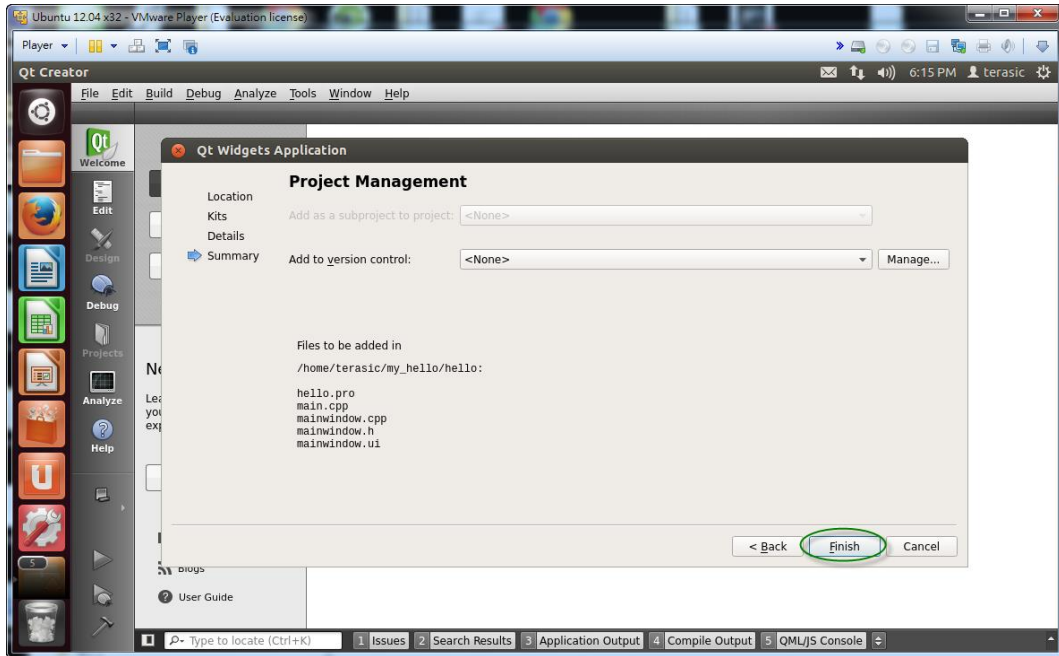 Ubuntu 12.04 x32 - VMware Player (Evaluation license)
Player
Qt Creator
6:15 PM terasic
File Edit Build Debug Analyze Tools Window Help
Qt
Welcome
Edit
Design
Debug
Projects
Analyze
Help
Qt Widgets Application
Location
Kits
Details
Summary
Project Management
Add as a subproject to project: <None>
Add to version control: <None> Manage...
Files to be added in
/home/terasic/my_hello/hello:
hello.pro
main.cpp
mainwindow.cpp
mainwindow.h
mainwindow.ui
< Back Finish Cancel
User Guide
5
Type to locate (Ctrl+K) 1 Issues 2 Search Results 3 Application Output 4 Compile Output 5 QML/JS Console